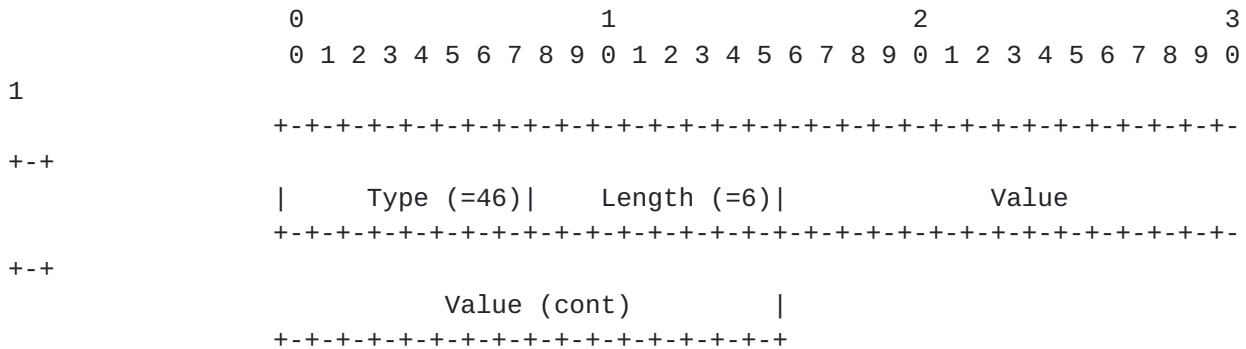 0                   1                   2                   3
0 1 2 3 4 5 6 7 8 9 0 1 2 3 4 5 6 7 8 9 0 1 2 3 4 5 6 7 8 9 0
1
+-+-+-+-+-+-+-+-+-+-+-+-+-+-+-+-+-+-+-+-+-+-+-+-+-+-+-+-+-+-+-
+-+
|     Type (=46)|    Length (=6)|             Value
+-+-+-+-+-+-+-+-+-+-+-+-+-+-+-+-+-+-+-+-+-+-+-+-+-+-+-+-+-+-+-
+-+
Value (cont)         |
+-+-+-+-+-+-+-+-+-+-+-+-+-+-+-+-+